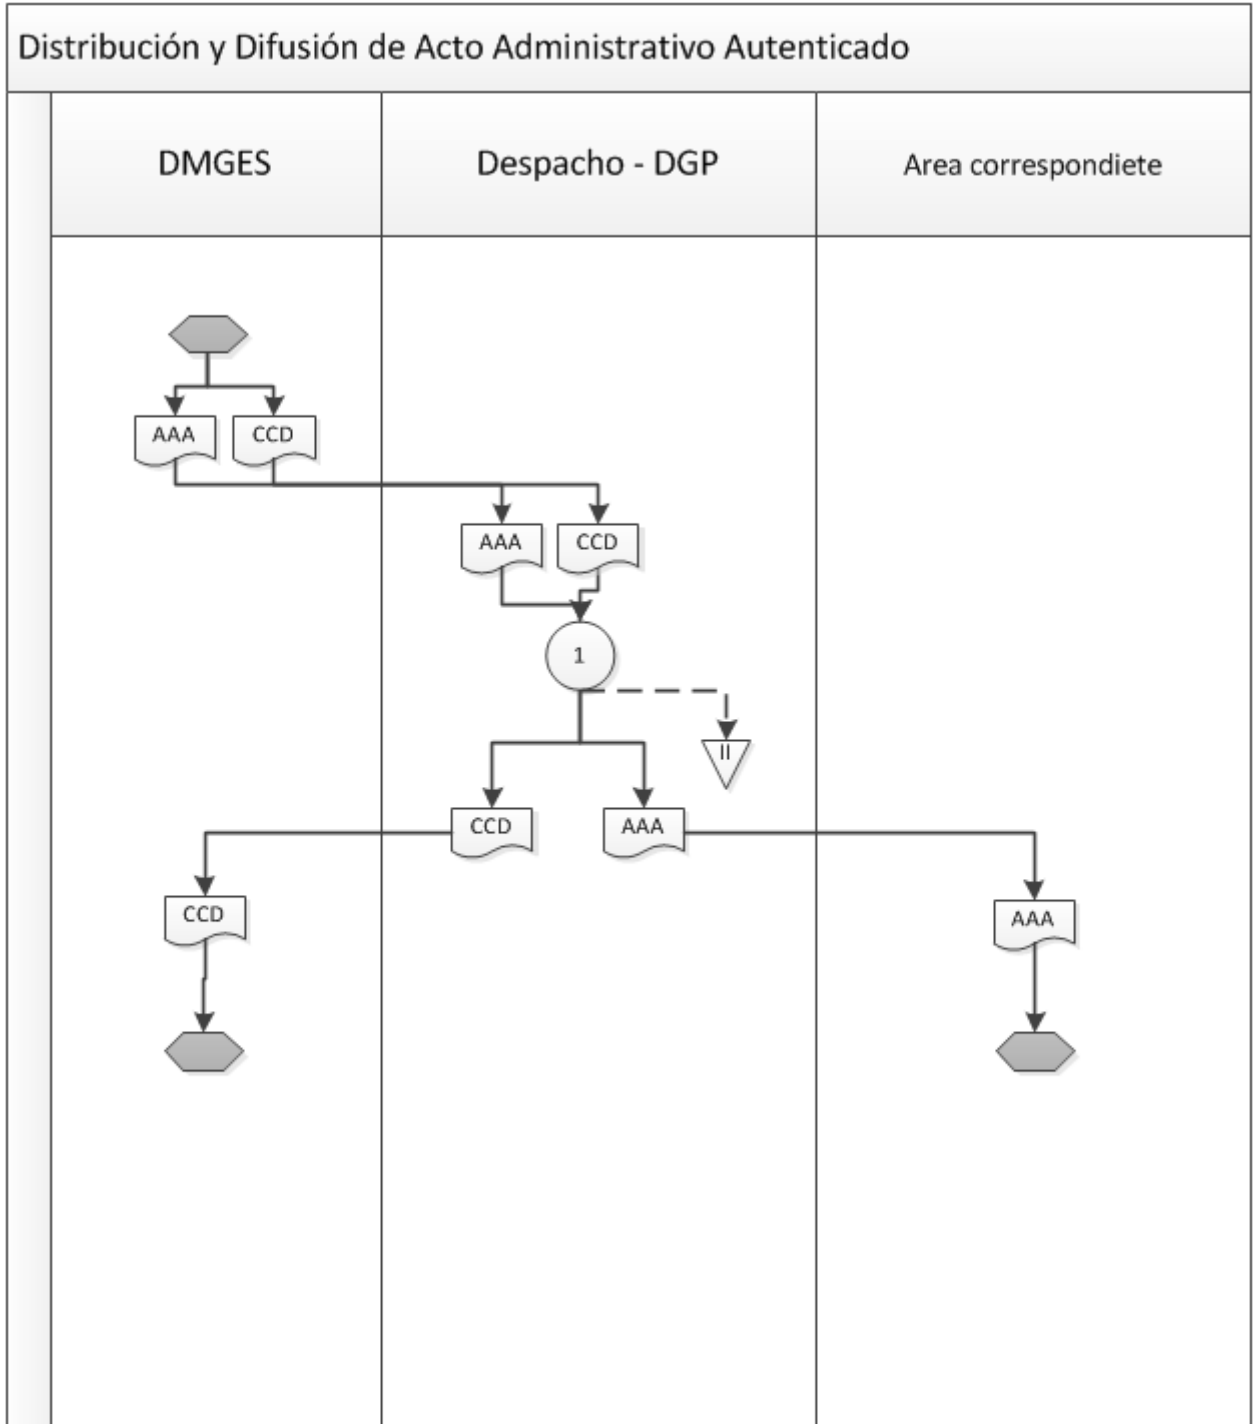 Distribución y Difusión de Acto Administrativo Autenticado
DMGES
Despacho - DGP
Area correspondiete
AAA
CCD
AAA
CCD
1
II
CCD
AAA
CCD
AAA